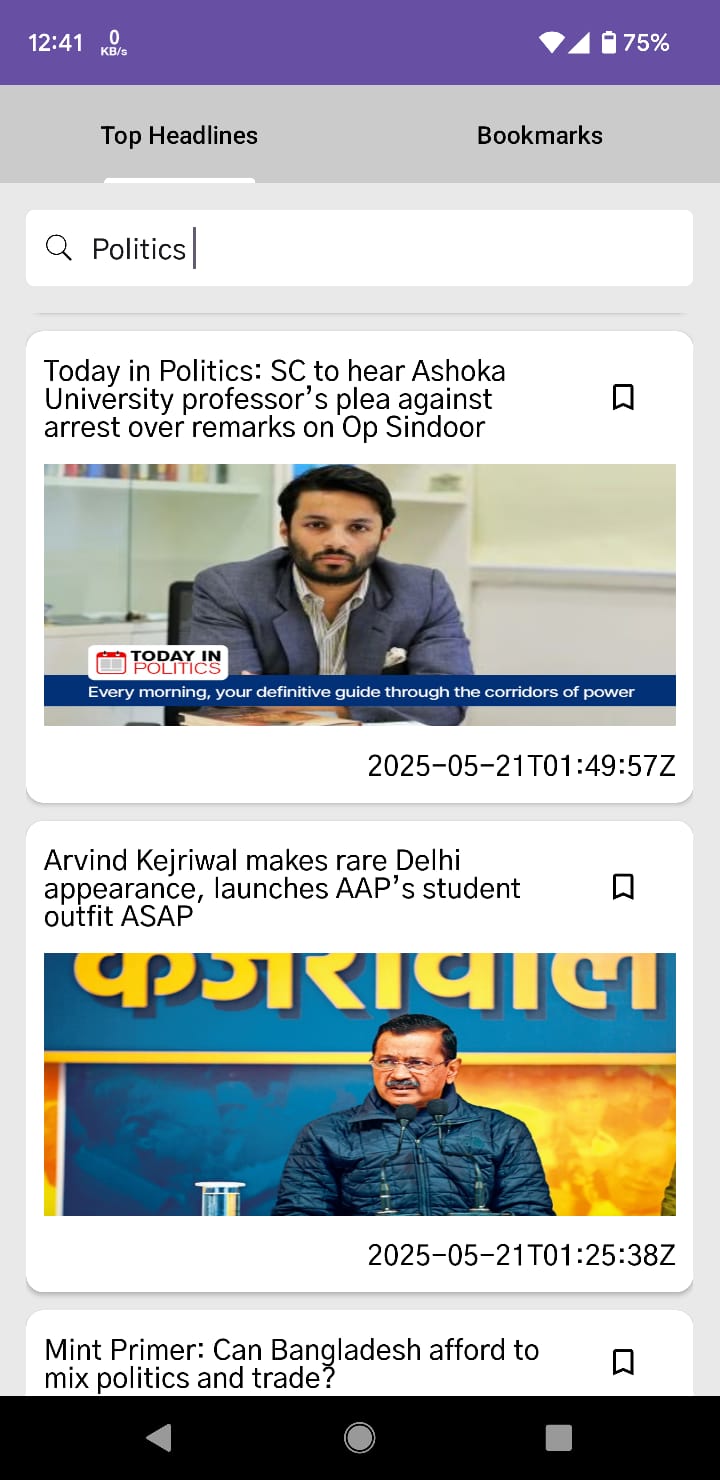 12:41
0
KB/s
75%
Top Headlines
Bookmarks
Politics
Today in Politics: SC to hear Ashoka
University professor’s plea against
arrest over remarks on Op Sindoor
TODAY IN
POLITICS
Every morning, your definitive guide through the corridors of power
2025-05-21T01:49:57Z
Arvind Kejriwal makes rare Delhi
appearance, launches AAP’s student
outfit ASAP
केजरीवाल
2025-05-21T01:25:38Z
Mint Primer: Can Bangladesh afford to
mix politics and trade?